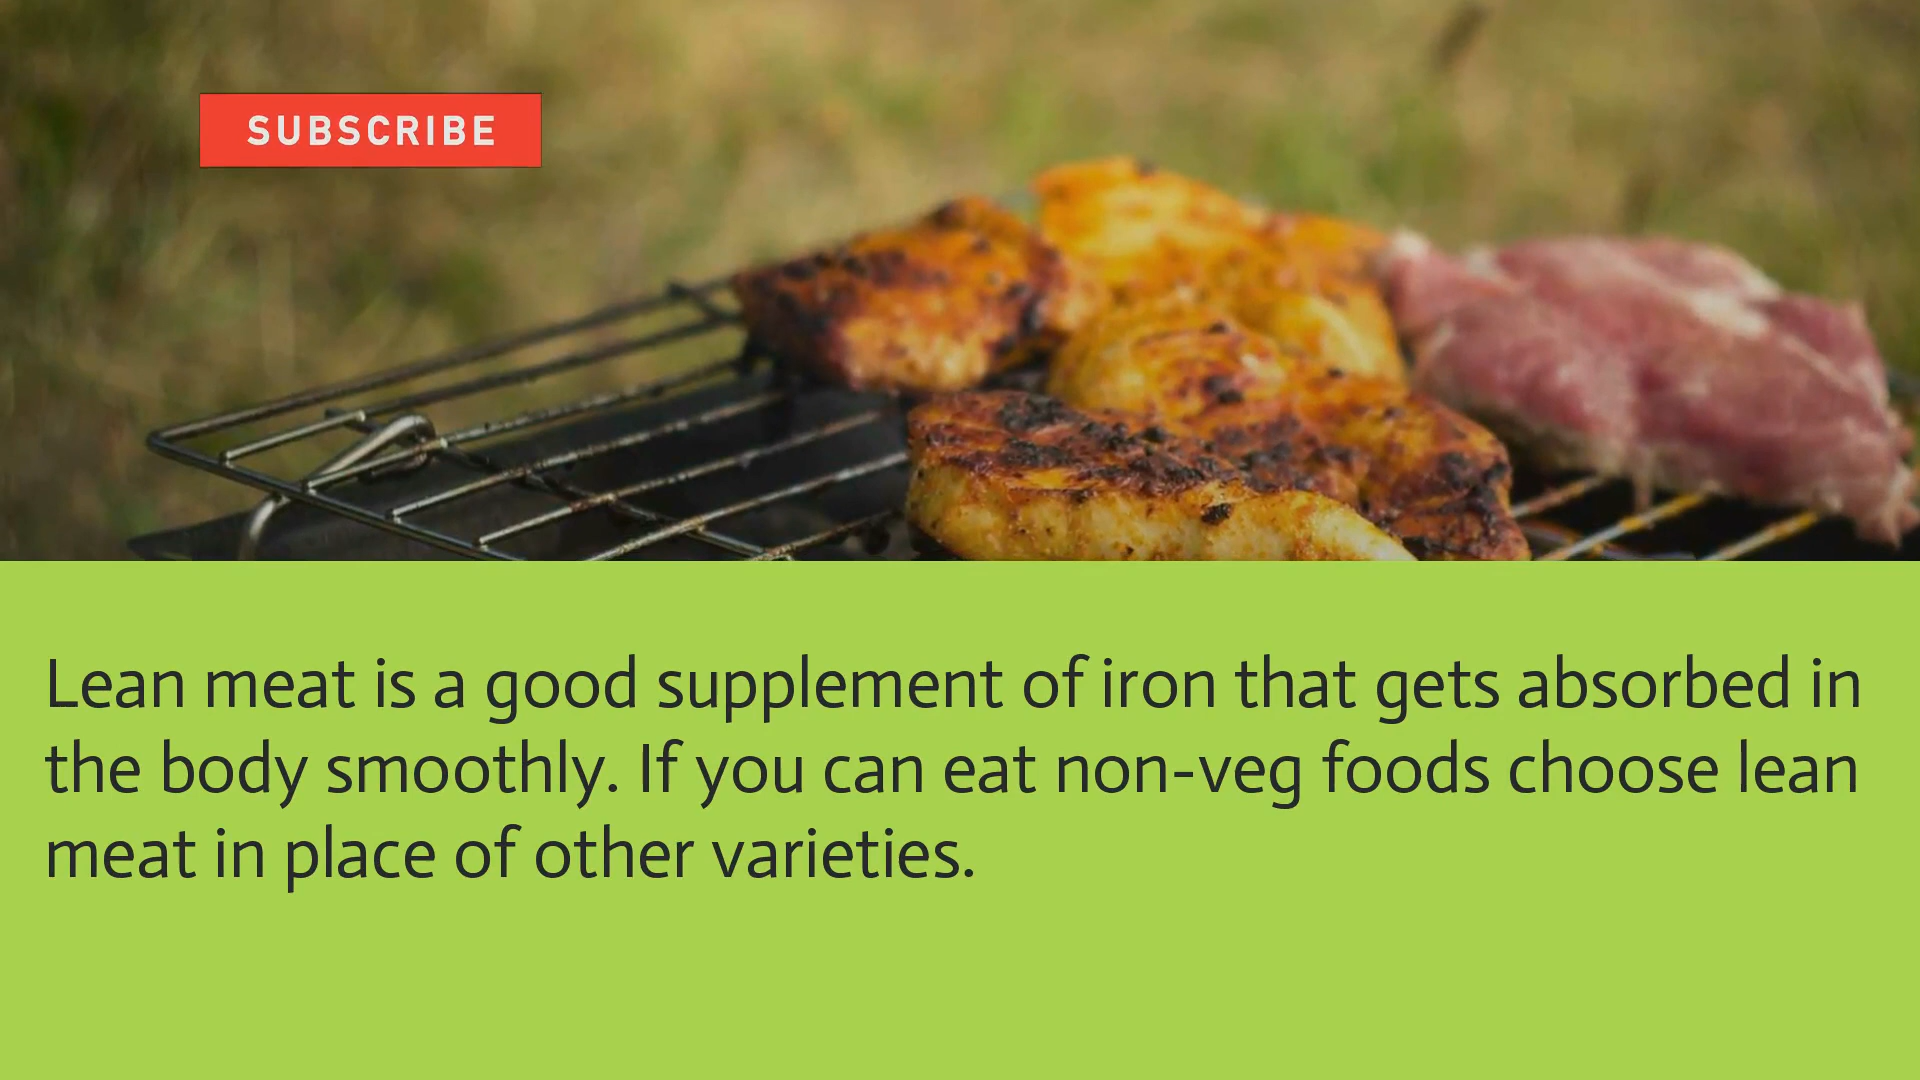 SUBSCRIBE
Lean meat is a good supplement of iron that gets absorbed in
the body smoothly. If you can eat non-veg foods choose lean
meat in place of other varieties.